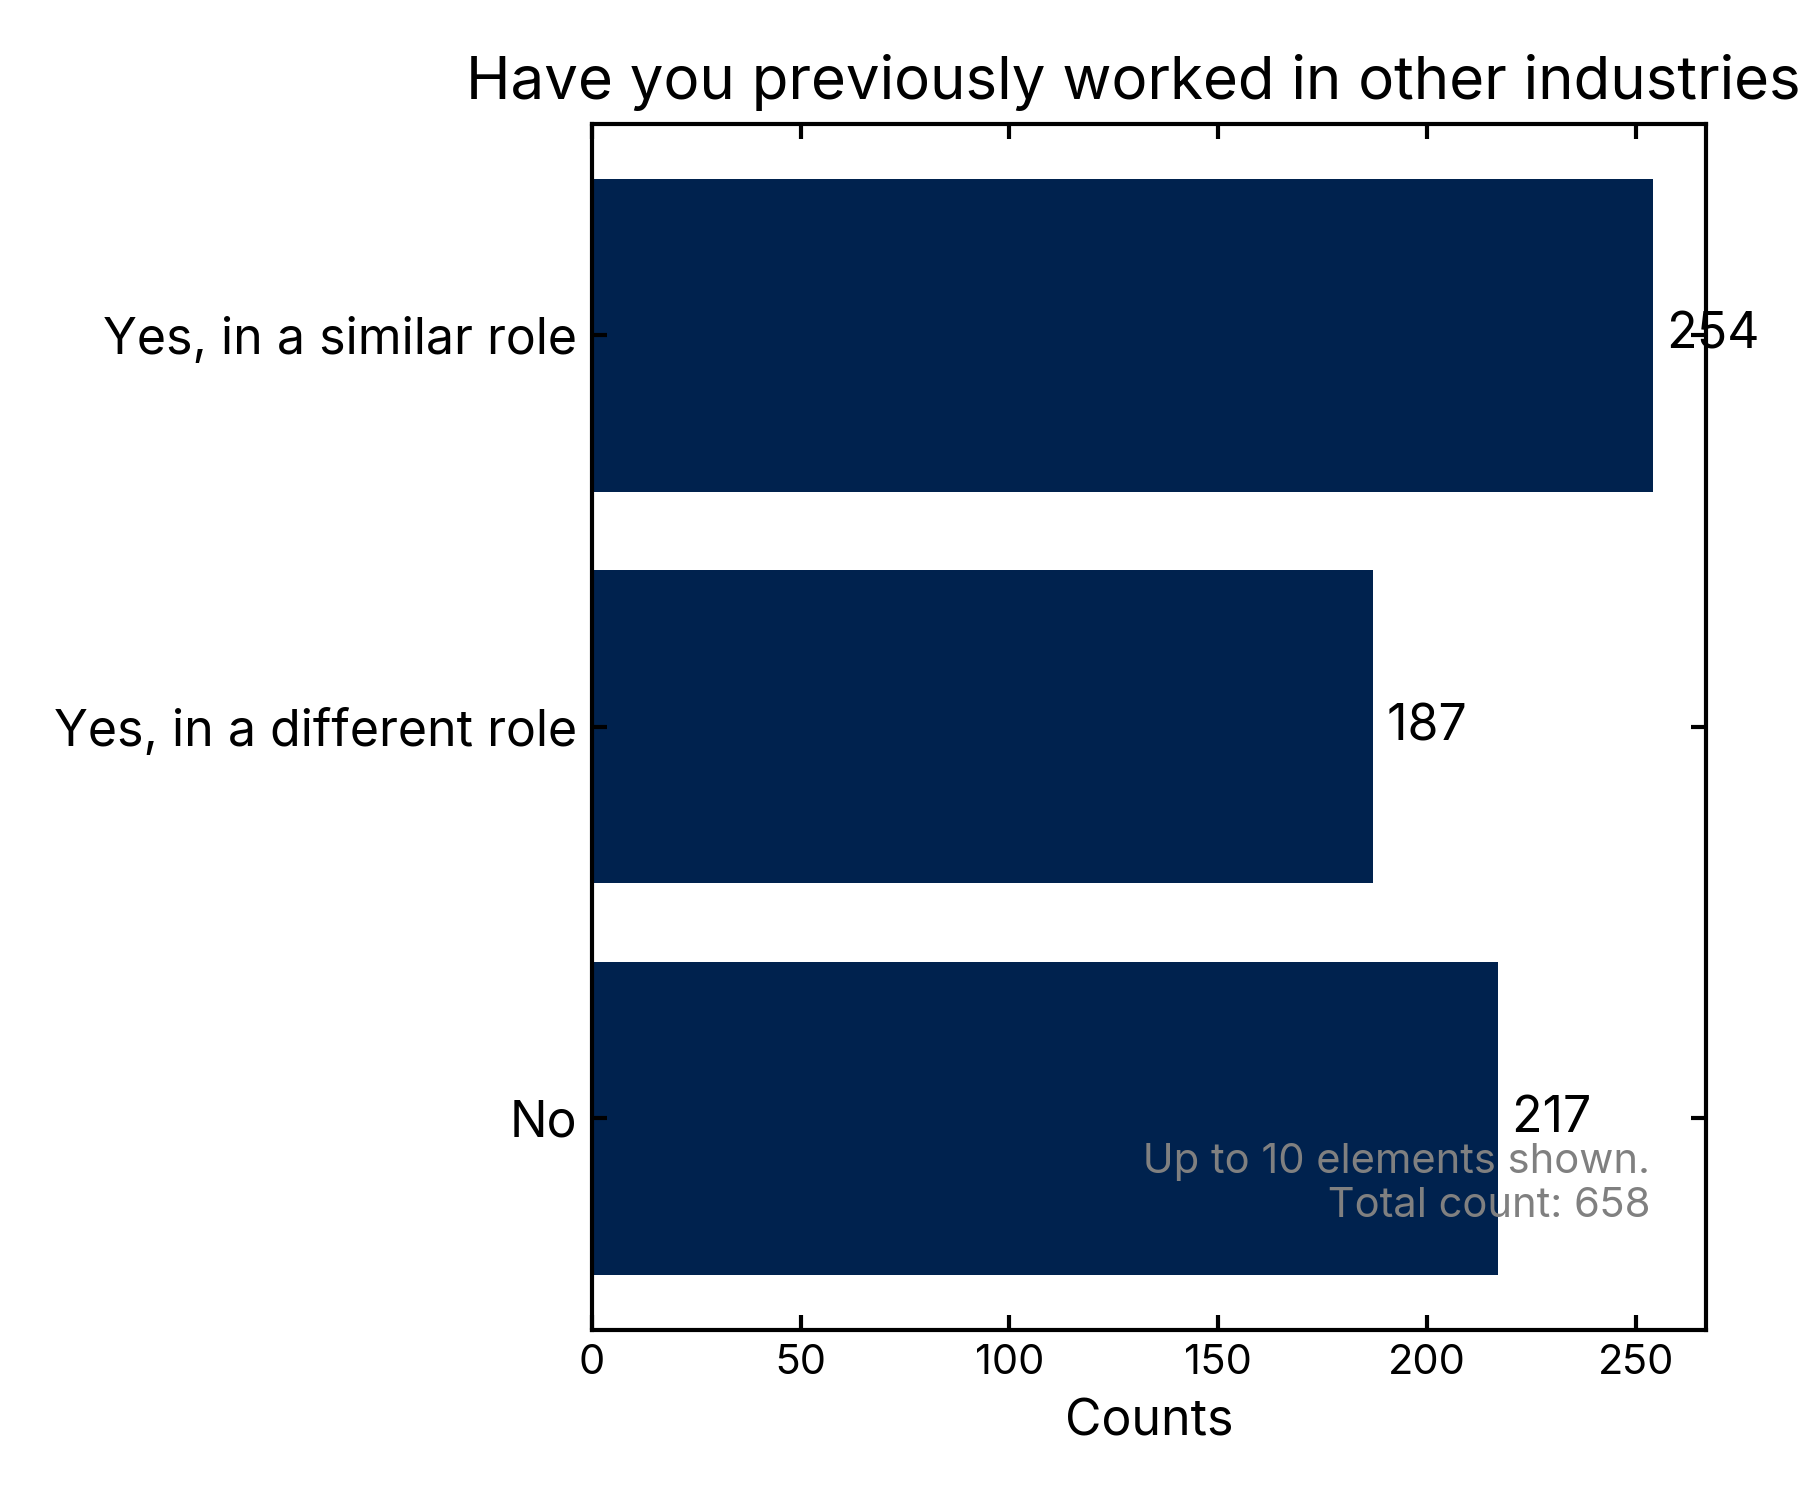 Have you previously worked in other industries
Yes, in a similar role
254
Yes, in a different role
187
No
217
Up to 10 elements shown.
Total count: 658
0 50 100 150 200 250
Counts